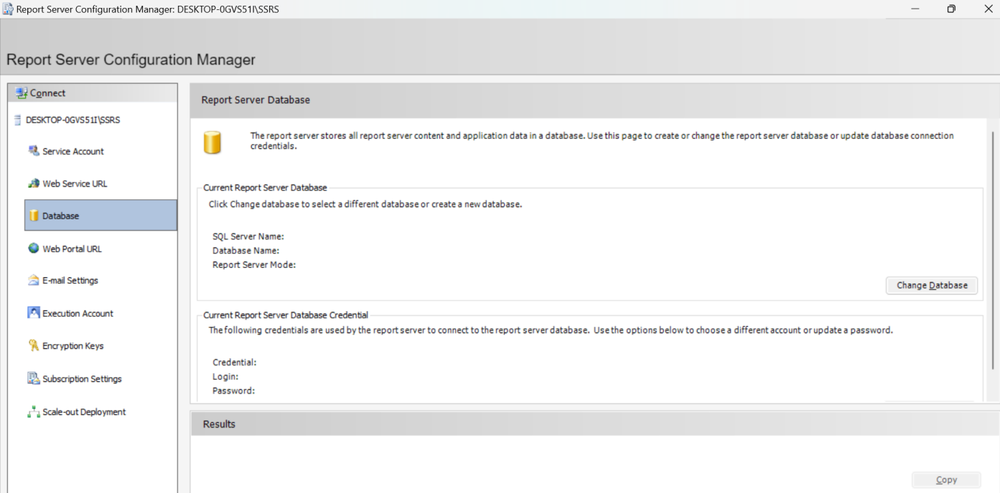 Report Server Configuration Manager: DESKTOP-0GVS51I\SSRS
Report Server Configuration Manager
Connect
DESKTOP-0GVS51I\SSRS
Service Account
Web Service URL
Database
Web Portal URL
E-mail Settings
Execution Account
Encryption Keys
Subscription Settings
Scale-out Deployment
Report Server Database
The report server stores all report server content and application data in a database. Use this page to create or change the report server database or update database connection
credentials.
Current Report Server Database
Click Change database to select a different database or create a new database.
SQL Server Name:
Database Name:
Report Server Mode:
Change Database
Current Report Server Database Credential
The following credentials are used by the report server to connect to the report server database. Use the options below to choose a different account or update a password.
Credential:
Login:
Password:
Results
Copy